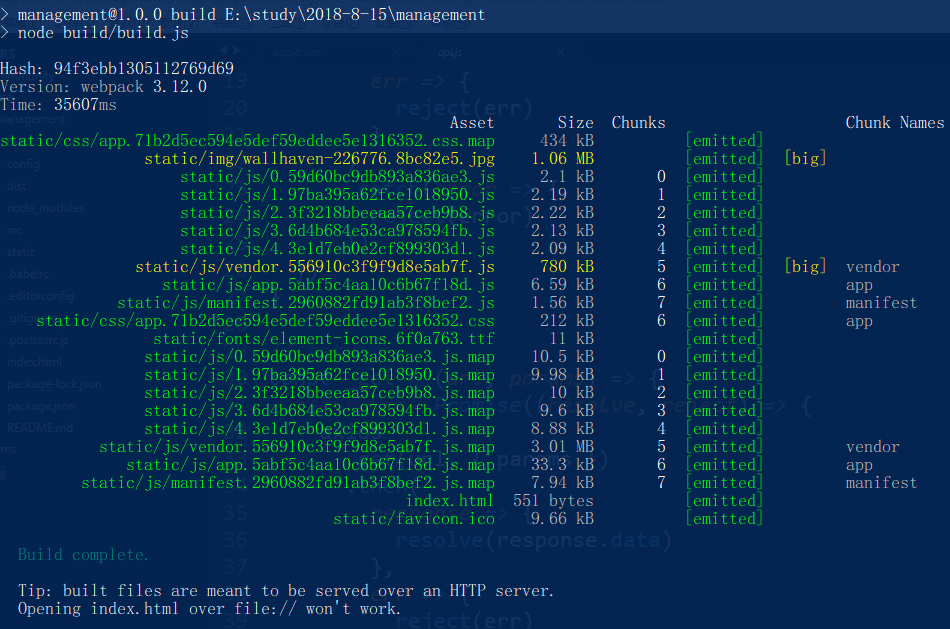 > management@1.0.0 build E:\study\2018-8-15\management
> node build/build.js
Hash: 94f3ebb1305112769d69
Version: webpack 3.12.0
Time: 35607ms
Asset Size Chunks Chunk Names
static/css/app.71b2d5ec594e5def59eddee5e1316352.css.map 434 kB [emitted]
static/img/wallhaven-226776.8bc82e5.jpg 1.06 MB [emitted] [big]
static/js/0.59d60bc9db893a836ae3.js 2.1 kB 0 [emitted]
static/js/1.97ba395a62fce1018950.js 2.19 kB 1 [emitted]
static/js/2.3f3218bbeeaa57ceb9b8.js 2.22 kB 2 [emitted]
static/js/3.6d4b684e53ca978594fb.js 2.13 kB 3 [emitted]
static/js/4.3e1d7eb0e2cf899303d1.js 2.09 kB 4 [emitted]
static/js/vendor.556910c3f9f9d8e5ab7f.js 780 kB 5 [emitted] [big] vendor
static/js/app.5abf5c4aa10c6b67f18d.js 6.59 kB 6 [emitted] app
static/js/manifest.2960882fd91ab3f8bef2.js 1.56 kB 7 [emitted] manifest
static/css/app.71b2d5ec594e5def59eddee5e1316352.css 212 kB 6 [emitted] app
static/fonts/element-icons.6f0a763.ttf 11 kB [emitted]
static/js/0.59d60bc9db893a836ae3.js.map 10.5 kB 0 [emitted]
static/js/1.97ba395a62fce1018950.js.map 9.98 kB 1 [emitted]
static/js/2.3f3218bbeeaa57ceb9b8.js.map 10 kB 2 [emitted]
static/js/3.6d4b684e53ca978594fb.js.map 9.6 kB 3 [emitted]
static/js/4.3e1d7eb0e2cf899303d1.js.map 8.88 kB 4 [emitted]
static/js/vendor.556910c3f9f9d8e5ab7f.js.map 3.01 MB 5 [emitted] vendor
static/js/app.5abf5c4aa10c6b67f18d.js.map 33.3 kB 6 [emitted] app
static/js/manifest.2960882fd91ab3f8bef2.js.map 7.94 kB 7 [emitted] manifest
index.html 551 bytes [emitted]
static/favicon.ico 9.66 kB [emitted]
Build complete.
Tip: built files are meant to be served over an HTTP server.
Opening index.html over file:// won't work.